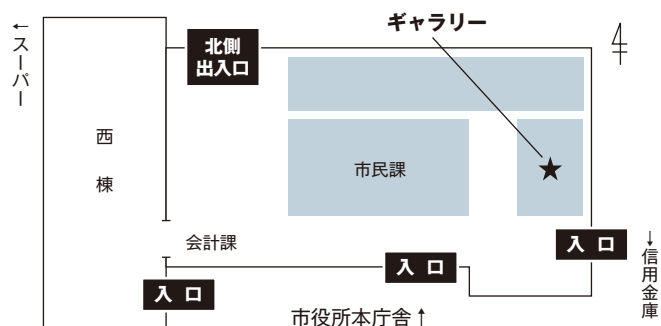 ←スーパー
北側
出入口
ギャラリー
西棟
市民課
★
会計課
入口
入口
入口
↓信用金庫
市役所本庁舎↑